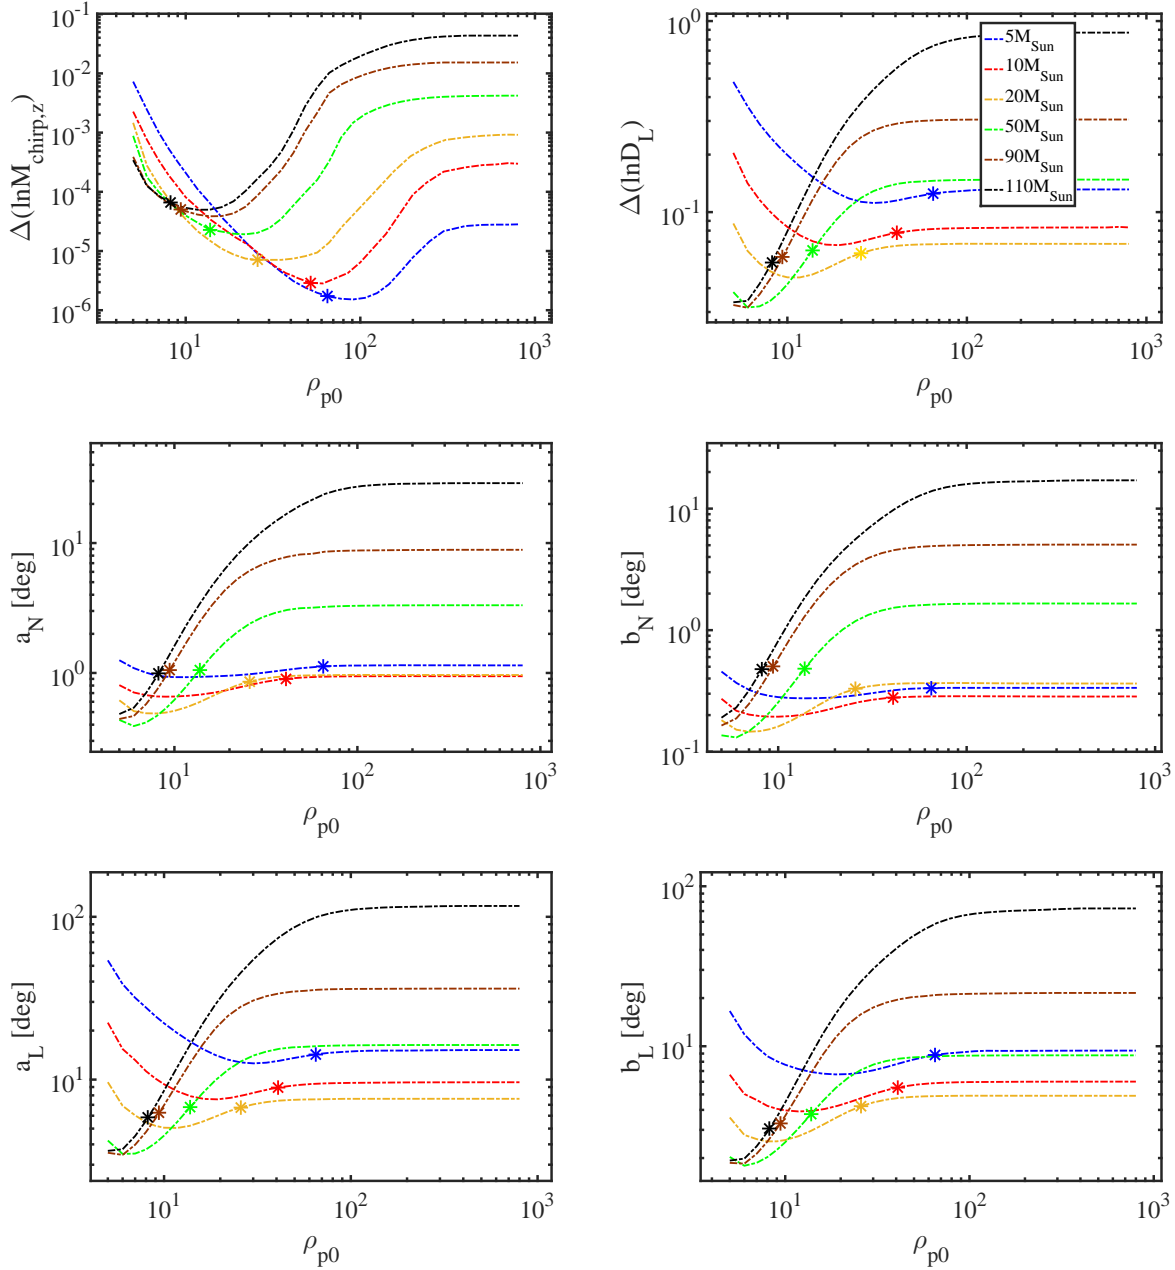 10^-1
10^-2
10^-3
10^-4
10^-5
10^-6
Δ(lnM_chirp,z)
10^1
10^2
10^3
ρ_p0
10^0
10^-1
Δ(lnD_L)
10^1
10^2
10^3
ρ_p0
5M_Sun
10M_Sun
20M_Sun
50M_Sun
90M_Sun
110M_Sun
10^1
10^0
a_N [deg]
10^1
10^2
10^3
ρ_p0
10^1
10^0
10^-1
b_N [deg]
10^1
10^2
10^3
ρ_p0
10^2
10^1
a_L [deg]
10^1
10^2
10^3
ρ_p0
10^2
10^1
b_L [deg]
10^1
10^2
10^3
ρ_p0